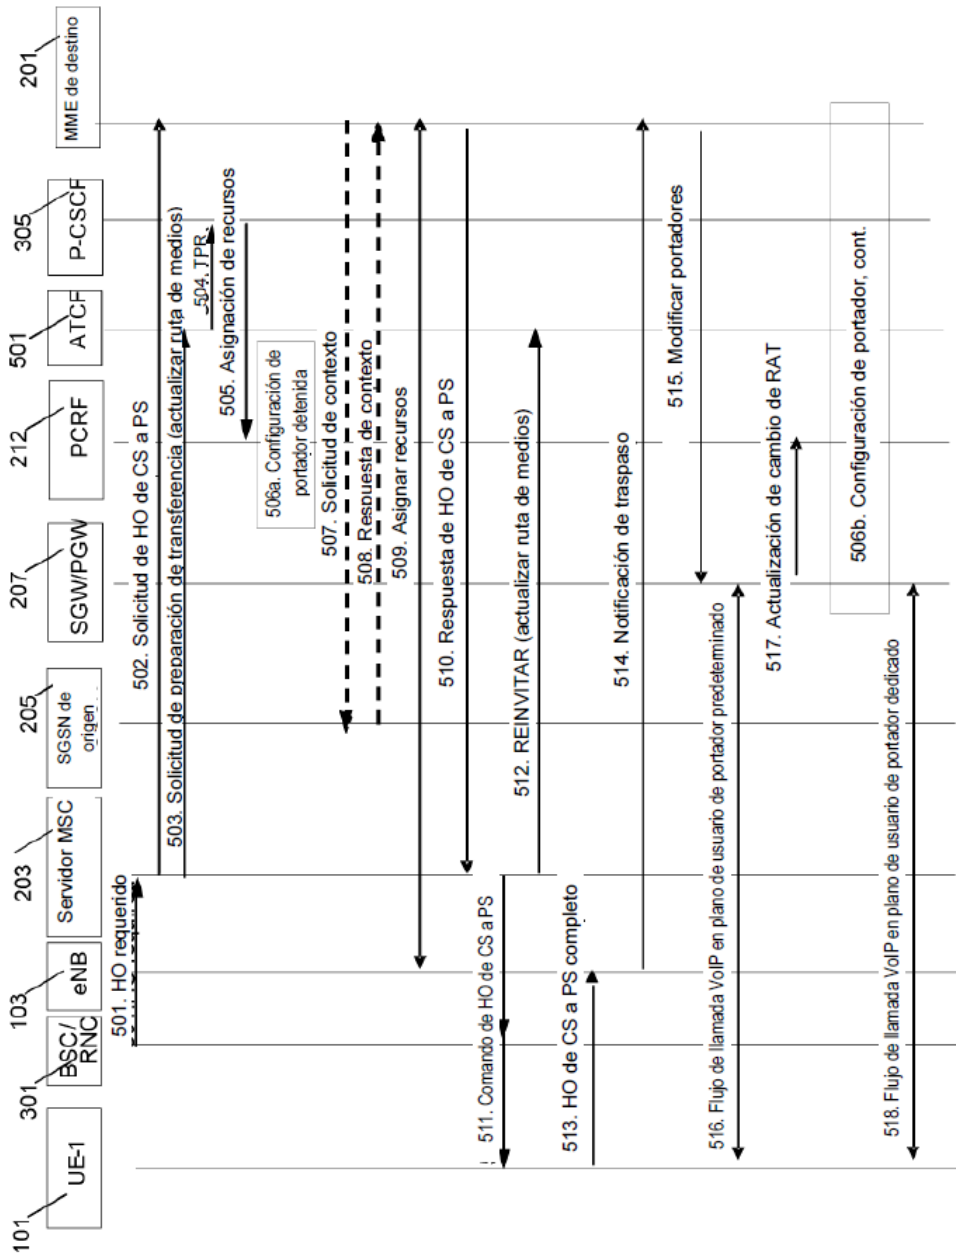 101
301
103
203
205
207
212
501
305
201
UE-1
BSC/
RNC
eNB
Servidor MSC
SGSN de
origen
SGW/PGW
PCRF
ATCF
P-CSCF
MME de destino
501. HO requerido
502. Solicitud de HO de CS a PS
503. Solicitud de preparación de transferencia (actualizar ruta de medios)
504. TPR.
505. Asignación de recursos
506a. Configuración de
portador detenida
507. Solicitud de contexto
508. Respuesta de contexto
509. Asignar recursos
510. Respuesta de HO de CS a PS
511. Comando de HO de CS a PS
512. REINVITAR (actualizar ruta de medios)
513. HO de CS a PS completo
514. Notificación de traspaso
515. Modificar portadores
516. Flujo de llamada VoIP en plano de usuario de portador predeterminado
517. Actualización de cambio de RAT
506b. Configuración de portador, cont.
518. Flujo de llamada VoIP en plano de usuario de portador dedicado